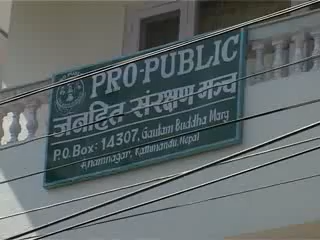 PRO-PUBLIC
जनहित संरक्षण मञ्च
P.O. Box: 14307, Gautam Buddha Marg
Anamnagar, Kathmandu, Nepal